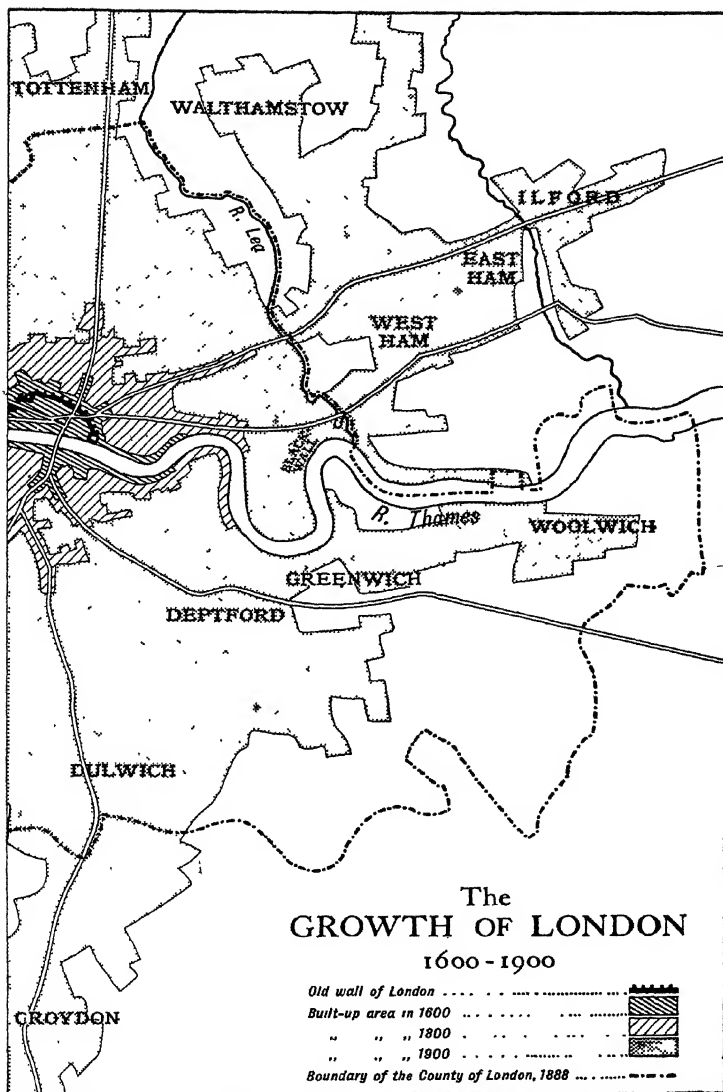 TOTTENHAM
WALTHAMSTOW
R. Lea
ILFORD
EAST
HAM
WEST
HAM
BLACK
WALL
R. Thames
WOOLWICH
GREENWICH
DEPTFORD
DULWICH
CROYDON
The
GROWTH OF LONDON
1600-1900
Old wall of London
Built-up area in 1600
" " " 1800
" " " 1900
Boundary of the County of London, 1888